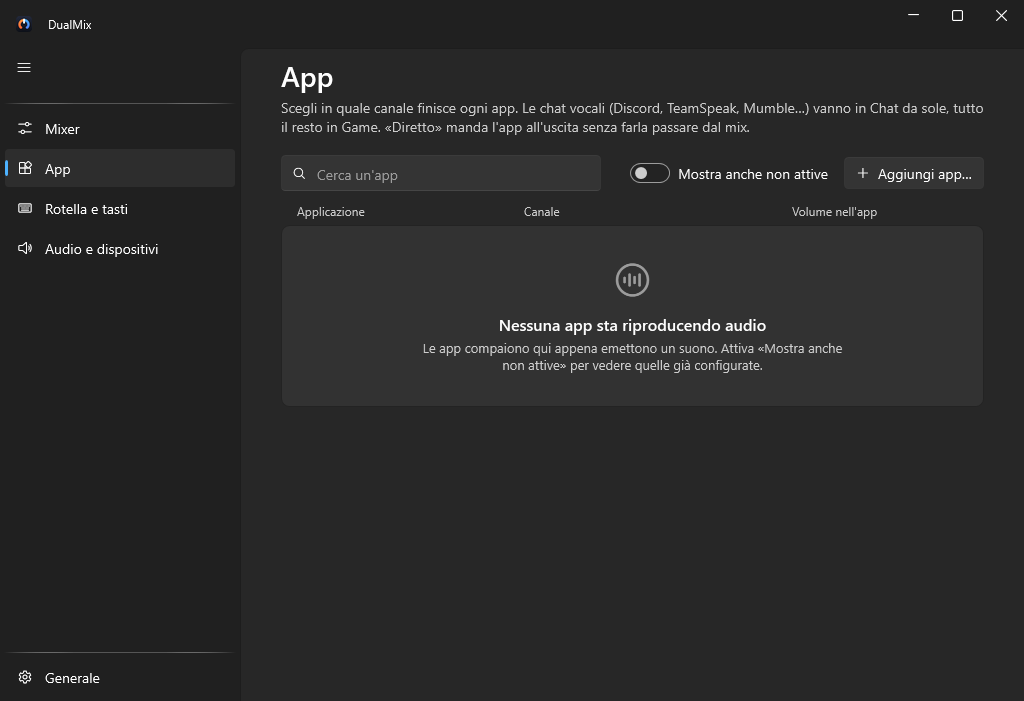 DualMix
Mixer
App
Rotella e tasti
Audio e dispositivi
Generale
App
Scegli in quale canale finisce ogni app. Le chat vocali (Discord, TeamSpeak, Mumble...) vanno in Chat da sole, tutto
il resto in Game. «Diretto» manda l'app all'uscita senza farla passare dal mix.
Cerca un'app
Mostra anche non attive
Aggiungi app...
Applicazione
Canale
Volume nell'app
Nessuna app sta riproducendo audio
Le app compaiono qui appena emettono un suono. Attiva «Mostra anche
non attive» per vedere quelle già configurate.